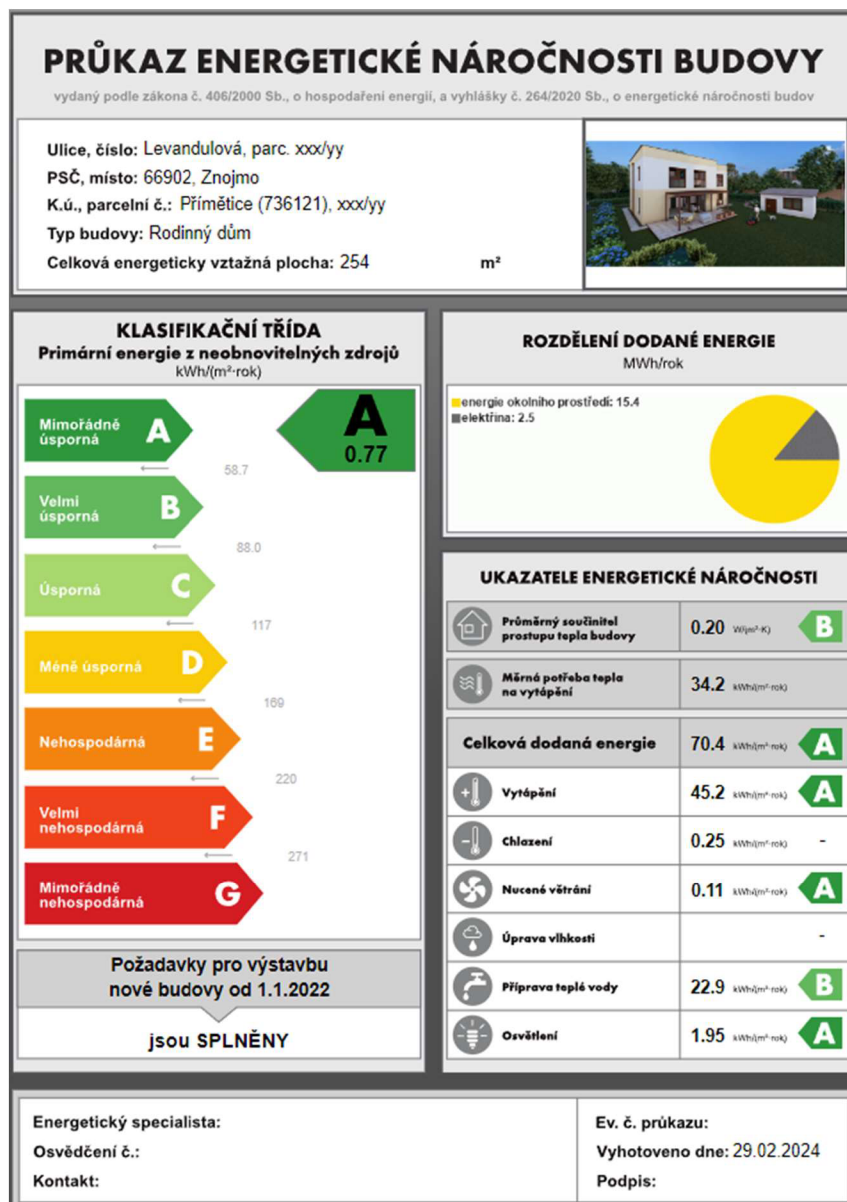 PRŮKAZ ENERGETICKÉ NÁROČNOSTI BUDOVY
vydaný podle zákona č. 406/2000 Sb., o hospodaření energií, a vyhlášky č. 264/2020 Sb., o energetické náročnosti budov
Ulice, číslo: Levandulová, parc. xxx/yy
PSČ, místo: 66902, Znojmo
K.ú., parcelní č.: Přímětice (736121), xxx/yy
Typ budovy: Rodinný dům
Celková energeticky vztažná plocha: 254 m²
KLASIFIKAČNÍ TŘÍDA
Primární energie z neobnovitelných zdrojů
kWh/(m²·rok)
Mimořádně úsporná A
A
0.77
58.7
Velmi úsporná B
88.0
Úsporná C
117
Méně úsporná D
169
Nehospodárná E
220
Velmi nehospodárná F
271
Mimořádně nehospodárná G
Požadavky pro výstavbu
nové budovy od 1.1.2022
jsou SPLNĚNY
ROZDĚLENÍ DODANÉ ENERGIE
MWh/rok
energie okolního prostředí: 15.4
elektřina: 2.5
UKAZATELE ENERGETICKÉ NÁROČNOSTI
Průměrný součinitel prostupu tepla budovy 0.20 W/(m²·K) B
Měrná potřeba tepla na vytápění 34.2 kWh/(m²·rok)
Celková dodaná energie 70.4 kWh/(m²·rok) A
Vytápění 45.2 kWh/(m²·rok) A
Chlazení 0.25 kWh/(m²·rok) -
Nucené větrání 0.11 kWh/(m²·rok) A
Úprava vlhkosti -
Příprava teplé vody 22.9 kWh/(m²·rok) B
Osvětlení 1.95 kWh/(m²·rok) A
Energetický specialista:
Osvědčení č.:
Kontakt:
Ev. č. průkazu:
Vyhotoveno dne: 29.02.2024
Podpis: